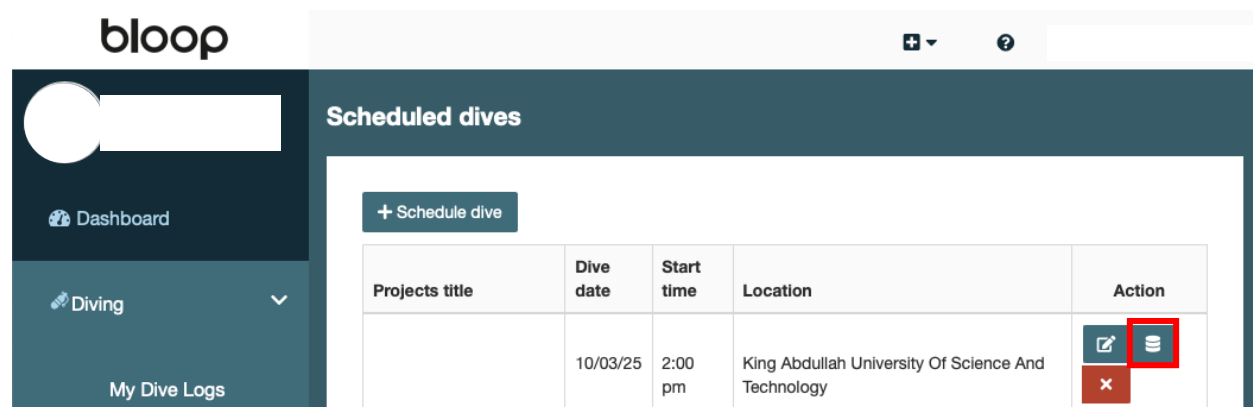 bloop
Scheduled dives
Dashboard
Schedule dive
Diving
My Dive Logs
Projects title
Dive
date
Start
time
Location
Action
10/03/25
2:00
pm
King Abdullah University Of Science And
Technology